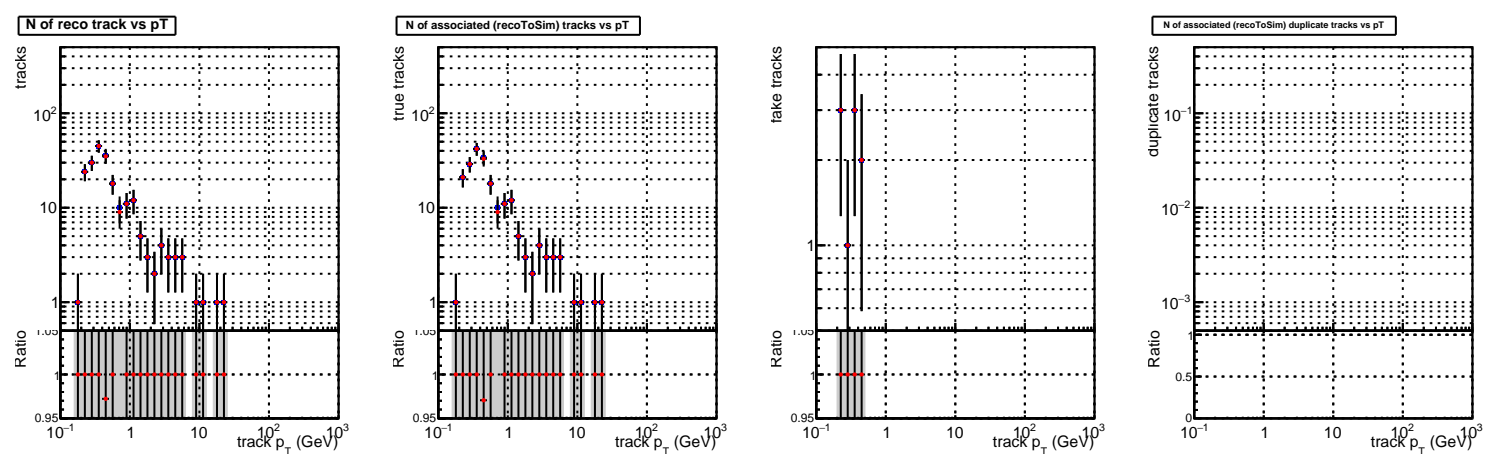 N of reco track vs pT
tracks
10²
10
1
Ratio
1.05
1
0.95
10⁻¹ 1 10 10² 10³
track p_T (GeV)
N of associated (recoToSim) tracks vs pT
true tracks
10²
10
1
Ratio
1.05
1
0.95
10⁻¹ 1 10 10² 10³
track p_T (GeV)
fake tracks
1
Ratio
1.05
1
0.95
10⁻¹ 1 10 10² 10³
track p_T (GeV)
N of associated (recoToSim) duplicate tracks vs pT
duplicate tracks
10⁻¹
10⁻²
10⁻³
Ratio
1
0.5
0
10⁻¹ 1 10 10² 10³
track p_T (GeV)